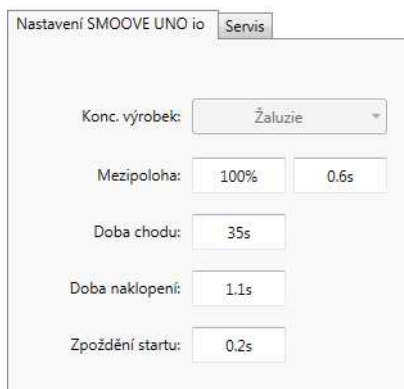 Nastavení SMOOVE UNO io Servis
Konc. výrobek: Žaluzie
Mezipoloha: 100% 0.6s
Doba chodu: 35s
Doba naklopení: 1.1s
Zpoždění startu: 0.2s